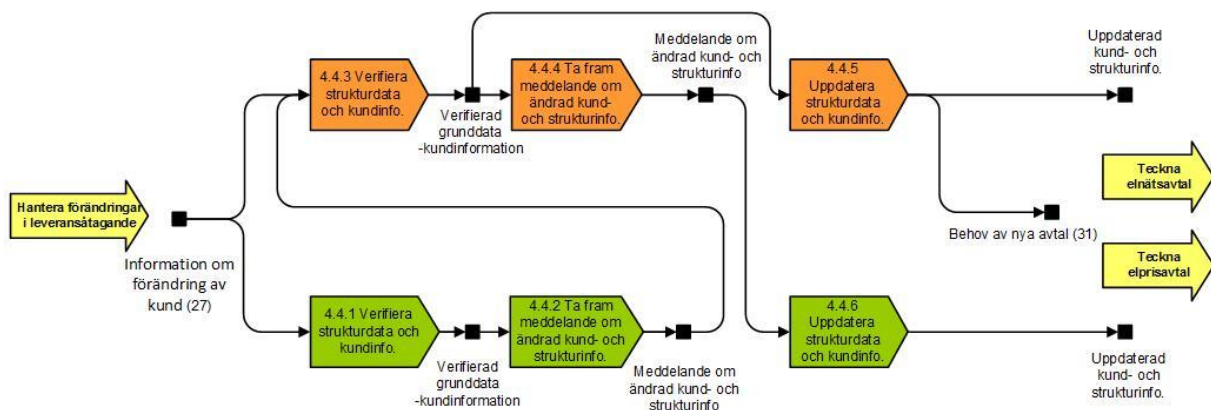 Meddelande om
ändrad kund- och
strukturinfo
Uppdaterad
kund- och
strukturinfo.
4.4.3 Verifiera
strukturdata
och kundinfo.
4.4.4 Ta fram
meddelande om
ändrad kund-
och strukturinfo.
4.4.5
Uppdatera
strukturdata
och kundinfo.
Verifierad
grunddata
-kundinformation
Hantera förändringar
i leveransåtagande
Information om
förändring av
kund (27)
Teckna
elnätsavtal
Behov av nya avtal (31)
Teckna
elprisavtal
4.4.1 Verifiera
strukturdata och
kundinfo.
4.4.2 Ta fram
meddelande om
ändrad kund- och
strukturinfo.
4.4.6
Uppdatera
strukturdata
och kundinfo.
Verifierad
grunddata
-kundinformation
Meddelande om
ändrad kund- och
strukturinfo
Uppdaterad
kund- och
strukturinfo.